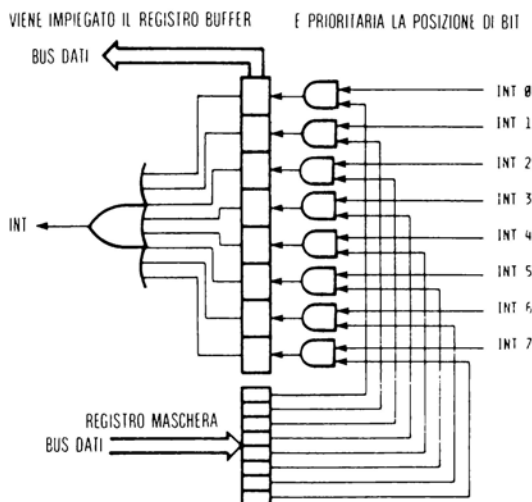 VIENE IMPIEGATO IL REGISTRO BUFFER
E PRIORITARIA LA POSIZIONE DI BIT
BUS DATI
INT 0
INT 1
INT 2
INT 3
INT
INT 4
INT 5
INT 6
INT 7
REGISTRO MASCHERA
BUS DATI